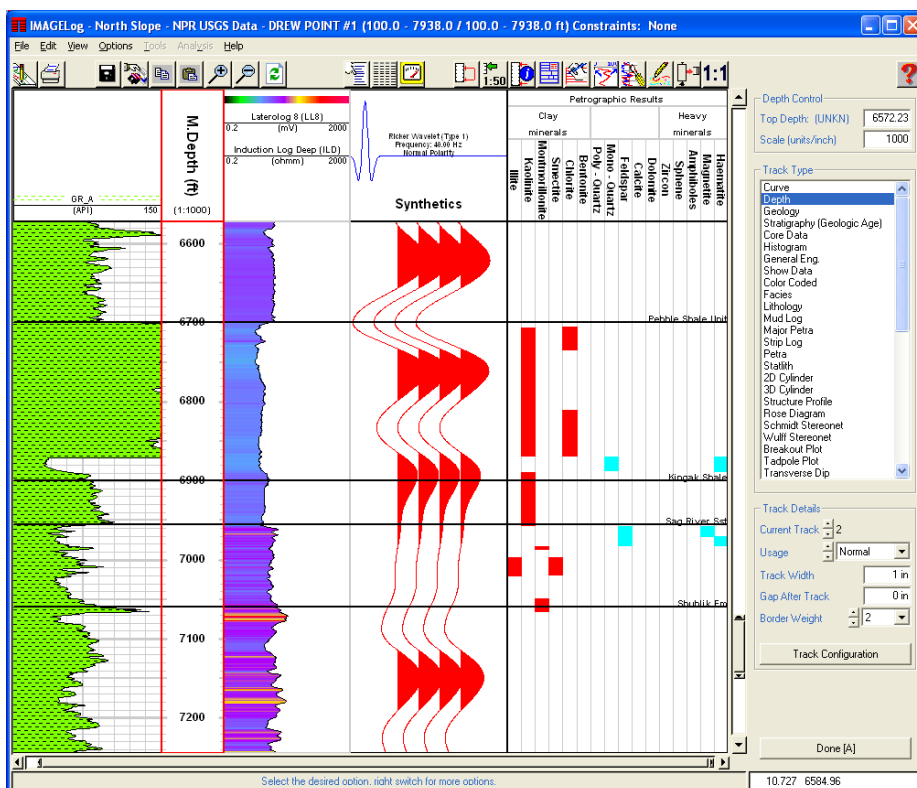 IMAGELog - North Slope - NPR USGS Data - DREW POINT #1 (100.0 - 7938.0 / 100.0 - 7938.0 ft) Constraints: None
File Edit View Options Tools Analysis Help
1:50
1:1
?
GR_A
(API) 150
M.Depth (ft)
(1:1000)
Laterolog 8 (LL8)
0.2 (mV) 2000
Induction Log Deep (ILD)
0.2 (ohmm) 2000
Ricker Wavelet (Type 1)
Frequency: 40.00 Hz
Normal Polarity
Synthetics
Petrographic Results
Clay minerals
Heavy minerals
Illite
Kaolinite
Montmorillonite
Smectite
Chlorite
Bentonite
Poly - Quartz
Mono - Quartz
Feldspar
Calcite
Dolomite
Zircon
Sphene
Amphiboles
Magnetite
Haematite
6600
6700
6800
6900
7000
7100
7200
Pebble Shale Unit
Kingak Shale
Sag River Sst
Shublik Fm
Depth Control
Top Depth: (UNKN) 6572.23
Scale (units/inch) 1000
Track Type
Curve
Depth
Geology
Stratigraphy (Geologic Age)
Core Data
Histogram
General Eng.
Show Data
Color Coded
Facies
Lithology
Mud Log
Major Petra
Strip Log
Petra
Statlith
2D Cylinder
3D Cylinder
Structure Profile
Rose Diagram
Schmidt Stereonet
Wulff Stereonet
Breakout Plot
Tadpole Plot
Transverse Dip
Track Details
Current Track 2
Usage Normal
Track Width 1 in
Gap After Track 0 in
Border Weight 2
Track Configuration
Done [A]
Select the desired option. right switch for more options.
10.727 6584.96